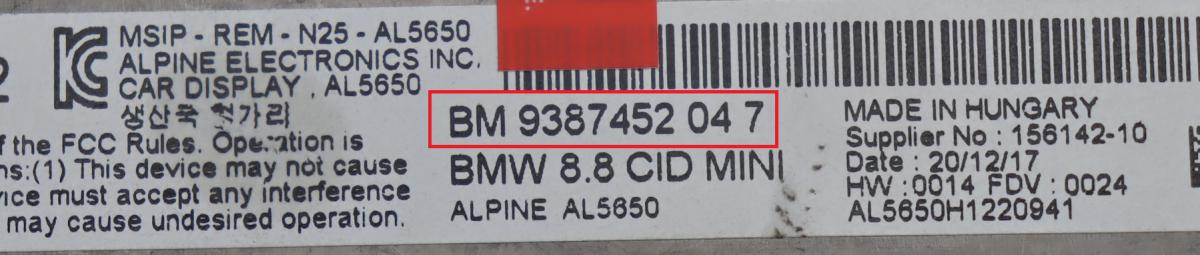 MSIP - REM - N25 - AL5650
ALPINE ELECTRONICS INC.
CAR DISPLAY , AL5650
생산국 헝가리
f the FCC Rules. Operation is
ns:(1) This device may not cause
vice must accept any interference
may cause undesired operation.
BM 9387452 04 7
BMW 8.8 CID MINI
ALPINE AL5650
MADE IN HUNGARY
Supplier No : 156142-10
Date : 20/12/17
HW :0014 FDV : 0024
AL5650H1220941